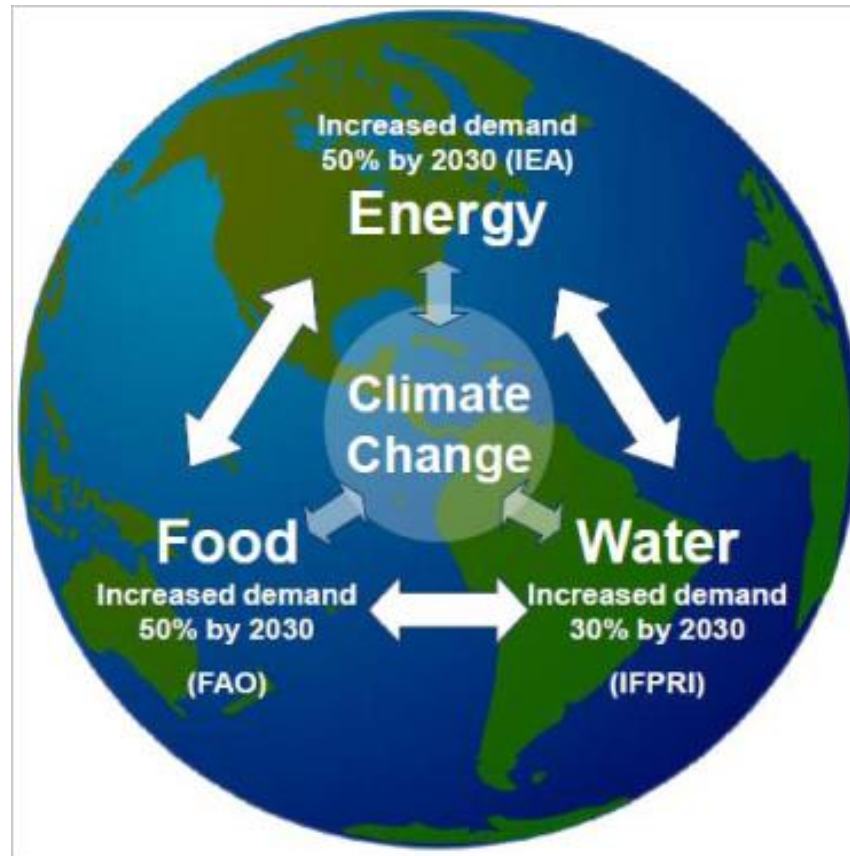 Increased demand
50% by 2030 (IEA)
Energy
Climate
Change
Food
Increased demand
50% by 2030
(FAO)
Water
Increased demand
30% by 2030
(IFPRI)